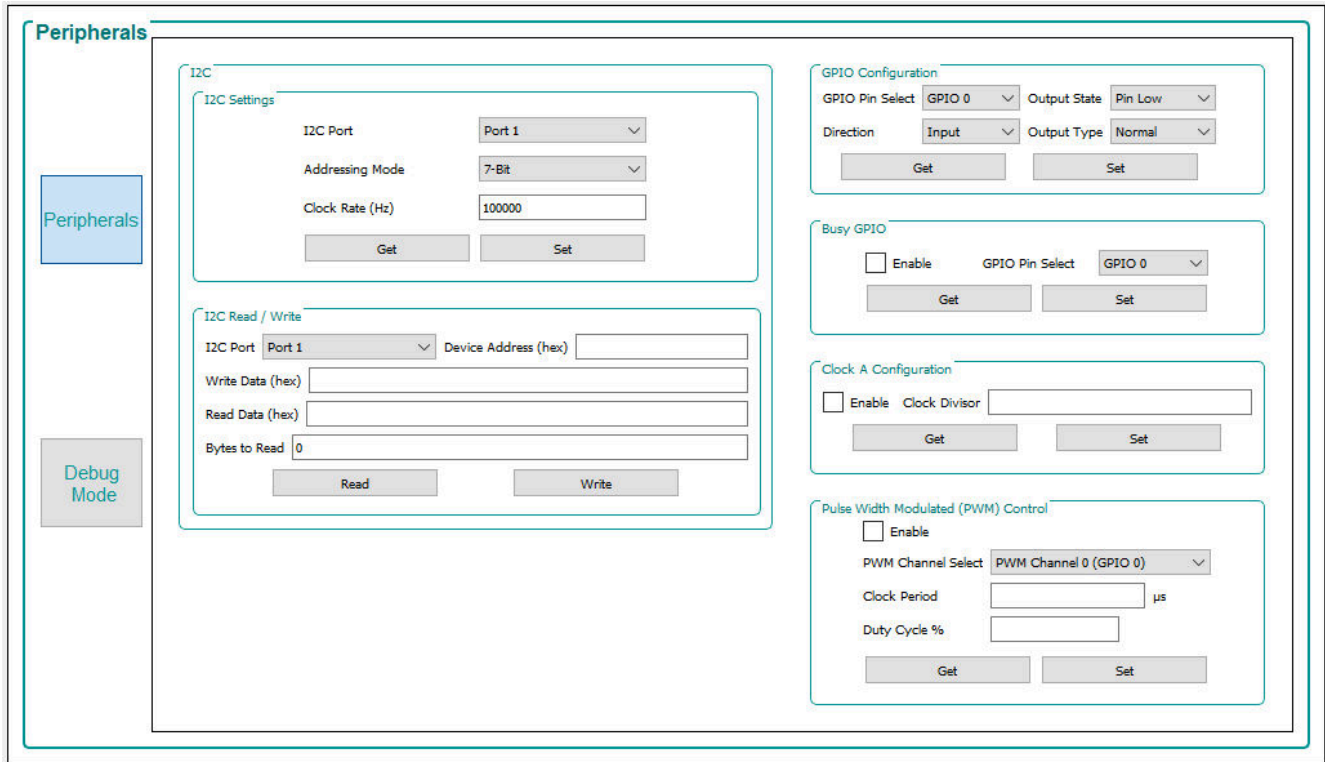 Peripherals
Peripherals
Debug
Mode
I2C
I2C Settings
I2C Port Port 1
Addressing Mode 7-Bit
Clock Rate (Hz) 100000
Get Set
I2C Read / Write
I2C Port Port 1 Device Address (hex)
Write Data (hex)
Read Data (hex)
Bytes to Read 0
Read Write
GPIO Configuration
GPIO Pin Select GPIO 0 Output State Pin Low
Direction Input Output Type Normal
Get Set
Busy GPIO
Enable GPIO Pin Select GPIO 0
Get Set
Clock A Configuration
Enable Clock Divisor
Get Set
Pulse Width Modulated (PWM) Control
Enable
PWM Channel Select PWM Channel 0 (GPIO 0)
Clock Period µs
Duty Cycle %
Get Set